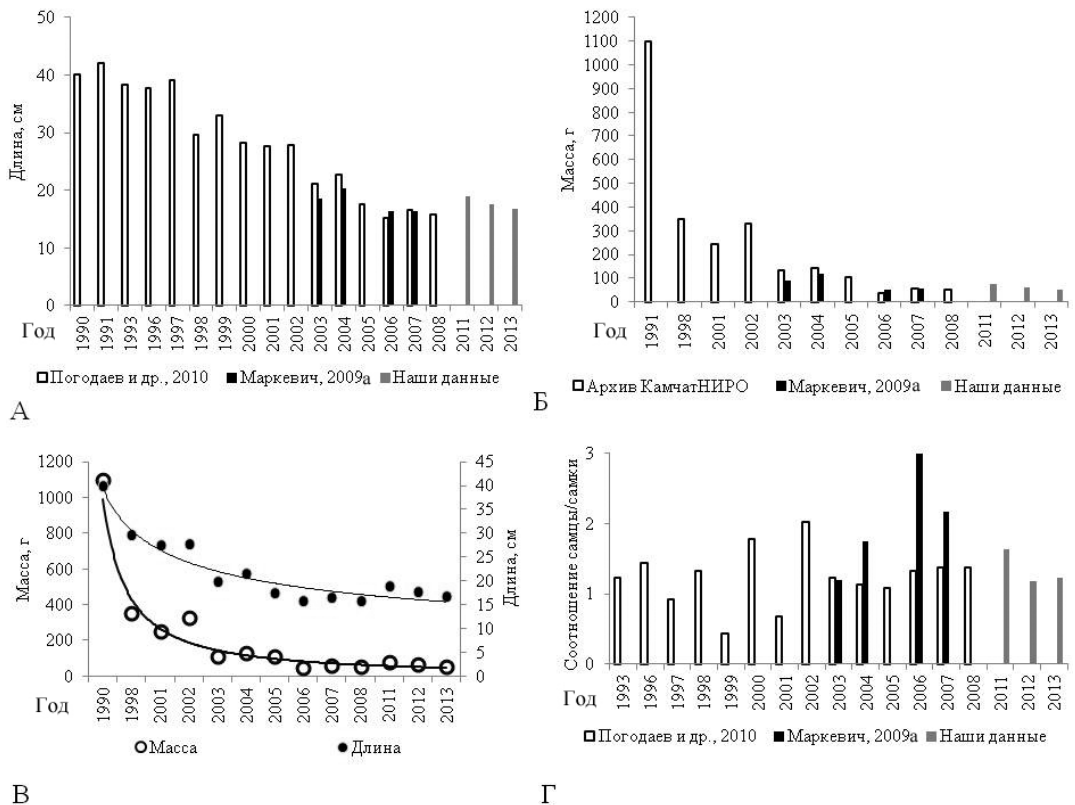 50
40
30
20
10
0
Длина, см
Год
1990 1991 1993 1996 1997 1998 1999 2000 2001 2002 2003 2004 2005 2006 2007 2008 2011 2012 2013
Погодаев и др., 2010 Маркевич, 2009а Наши данные
А
1200
1100
1000
900
800
700
600
500
400
300
200
100
0
Масса, г
Год
1991 1998 2001 2002 2003 2004 2005 2006 2007 2008 2011 2012 2013
Архив КамчатНИРО Маркевич, 2009а Наши данные
Б
1200
1000
800
600
400
200
0
Масса, г
45
40
35
30
25
20
15
10
5
0
Длина, см
Год
1990 1998 2001 2002 2003 2004 2005 2006 2007 2008 2011 2012 2013
Масса Длина
В
3
2
1
0
Соотношение самцы/самки
Год
1993 1996 1997 1998 1999 2000 2001 2002 2003 2004 2005 2006 2007 2008 2011 2012 2013
Погодаев и др., 2010 Маркевич, 2009а Наши данные
Г